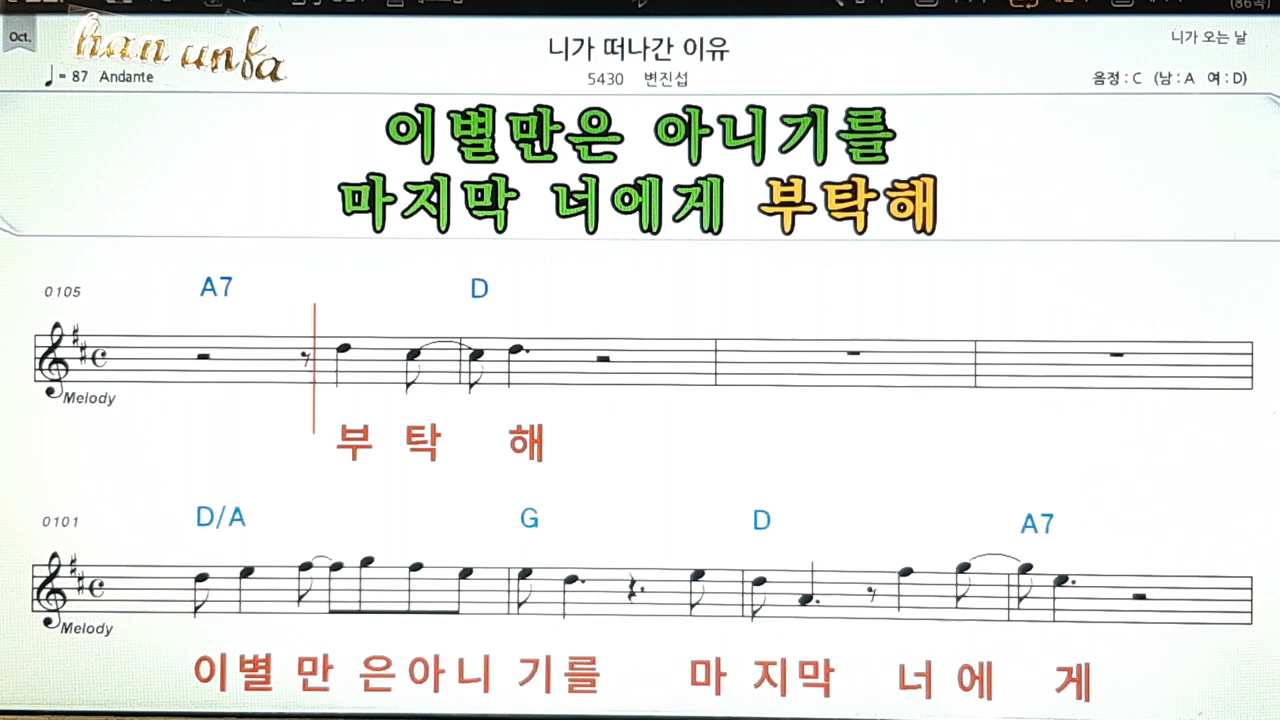 (86곡)
Oct.
han unfa
니가 떠나간 이유
니가 오는 날
♩= 87 Andante
5430 변진섭
음정 : C (남 : A 여 : D)
이별만은 아니기를
마지막 너에게 부탁해
0105
A7 D
Melody
부 탁 해
0101
D/A G D A7
Melody
이별 만 은아니 기를 마 지막 너 에 게